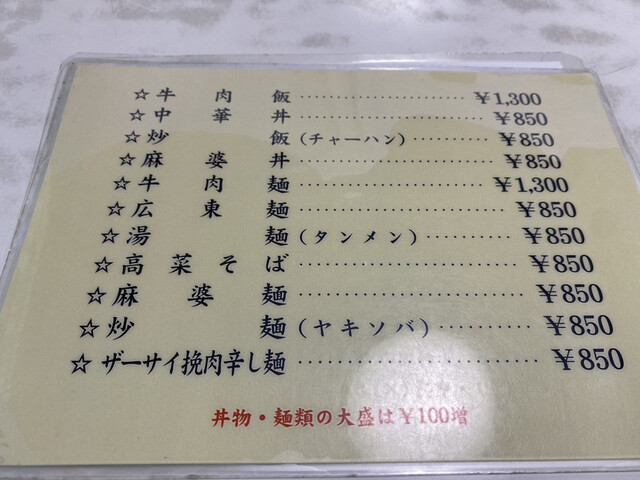 ☆牛肉飯……………………¥1,300
☆中華丼……………………¥850
☆炒飯(チャーハン)…………¥850
☆麻婆丼……………………¥850
☆牛肉麺……………………¥1,300
☆広東麺……………………¥850
☆湯麺(タンメン)…………¥850
☆高菜そば……………………¥850
☆麻婆麺……………………¥850
☆炒麺(ヤキソバ)…………¥850
☆ザーサイ挽肉辛し麺……………………¥850
丼物・麺類の大盛は¥100増